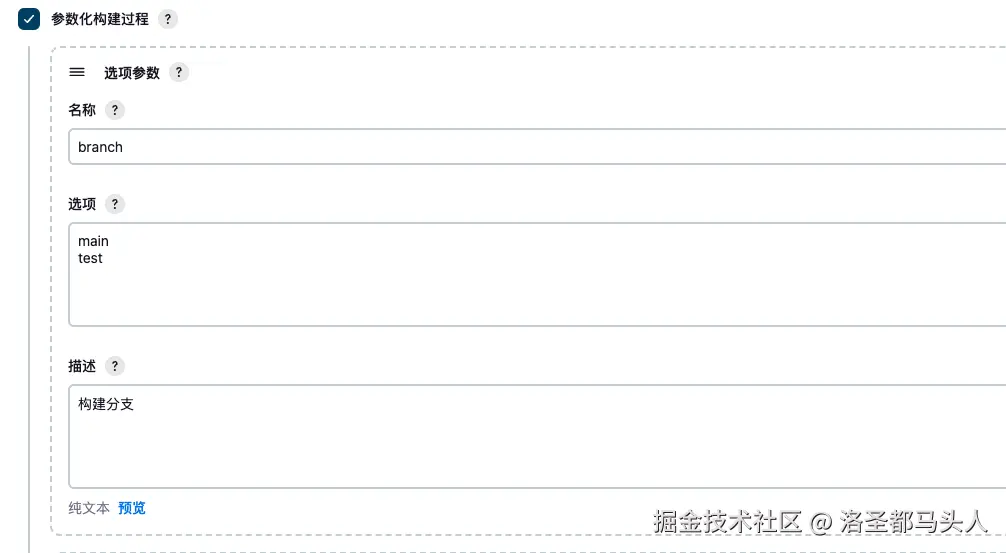 参数化构建过程 ?
选项参数 ?
名称 ?
branch
选项 ?
main
test
描述 ?
构建分支
纯文本 预览
掘金技术社区 @ 洛圣都马头人